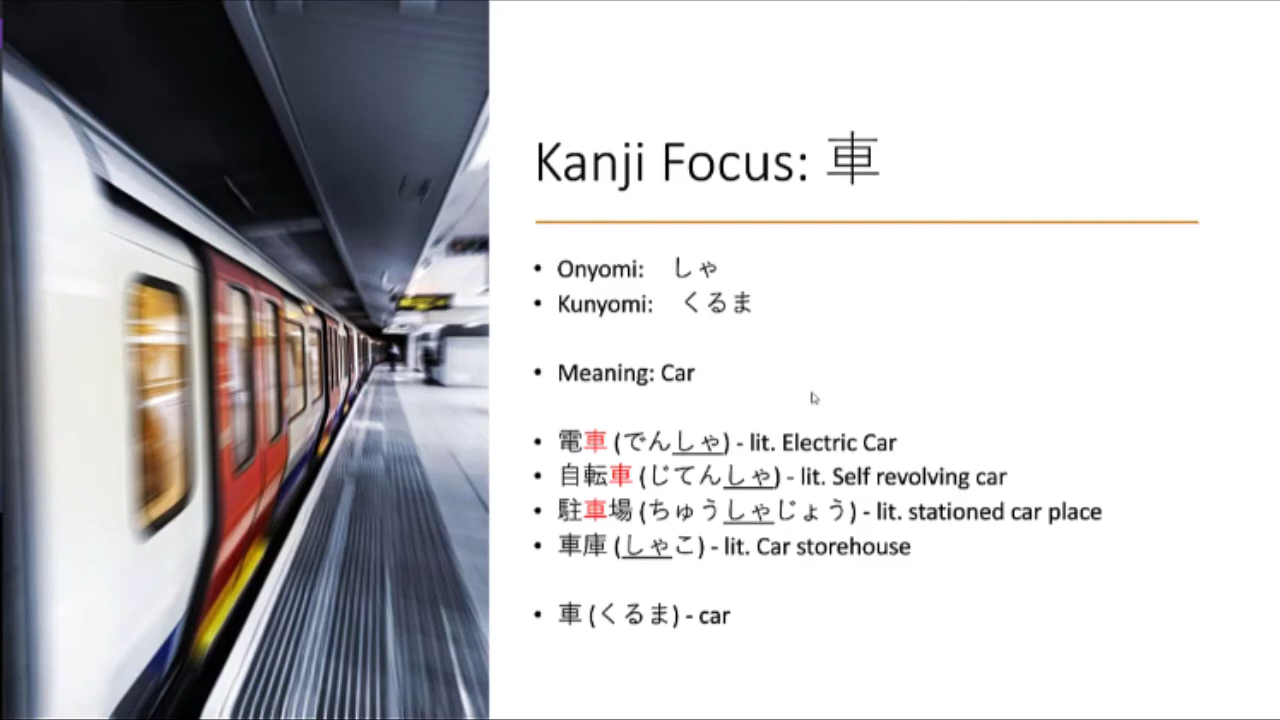 Kanji Focus: 車
• Onyomi: しゃ
• Kunyomi: くるま
• Meaning: Car
• 電車 (でんしゃ) - lit. Electric Car
• 自転車 (じてんしゃ) - lit. Self revolving car
• 駐車場 (ちゅうしゃじょう) - lit. stationed car place
• 車庫 (しゃこ) - lit. Car storehouse
• 車 (くるま) - car